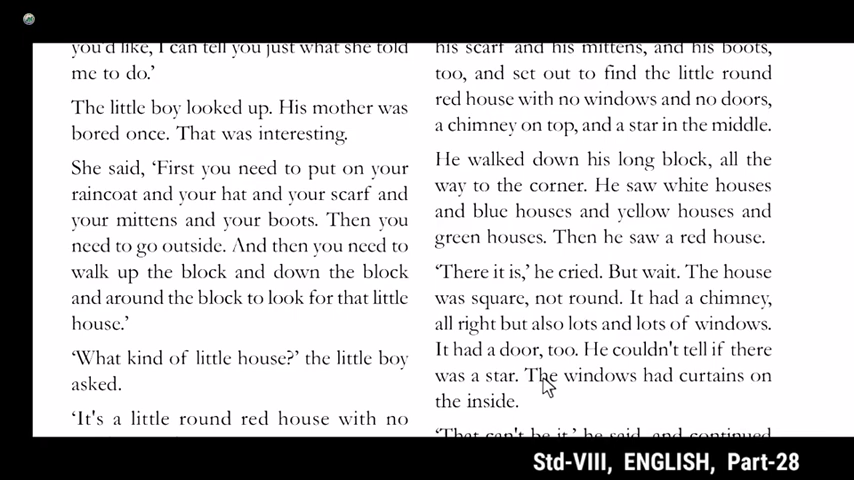 you'd like, I can tell you just what she told
me to do.'
The little boy looked up. His mother was
bored once. That was interesting.
She said, 'First you need to put on your
raincoat and your hat and your scarf and
your mittens and your boots. Then you
need to go outside. And then you need to
walk up the block and down the block
and around the block to look for that little
house.'
'What kind of little house?' the little boy
asked.
'It's a little round red house with no
his scarf and his mittens, and his boots,
too, and set out to find the little round
red house with no windows and no doors,
a chimney on top, and a star in the middle.
He walked down his long block, all the
way to the corner. He saw white houses
and blue houses and yellow houses and
green houses. Then he saw a red house.
'There it is,' he cried. But wait. The house
was square, not round. It had a chimney,
all right but also lots and lots of windows.
It had a door, too. He couldn't tell if there
was a star. The windows had curtains on
the inside.
'That can't be it,' he said, and continued
Std-VIII, ENGLISH, Part-28